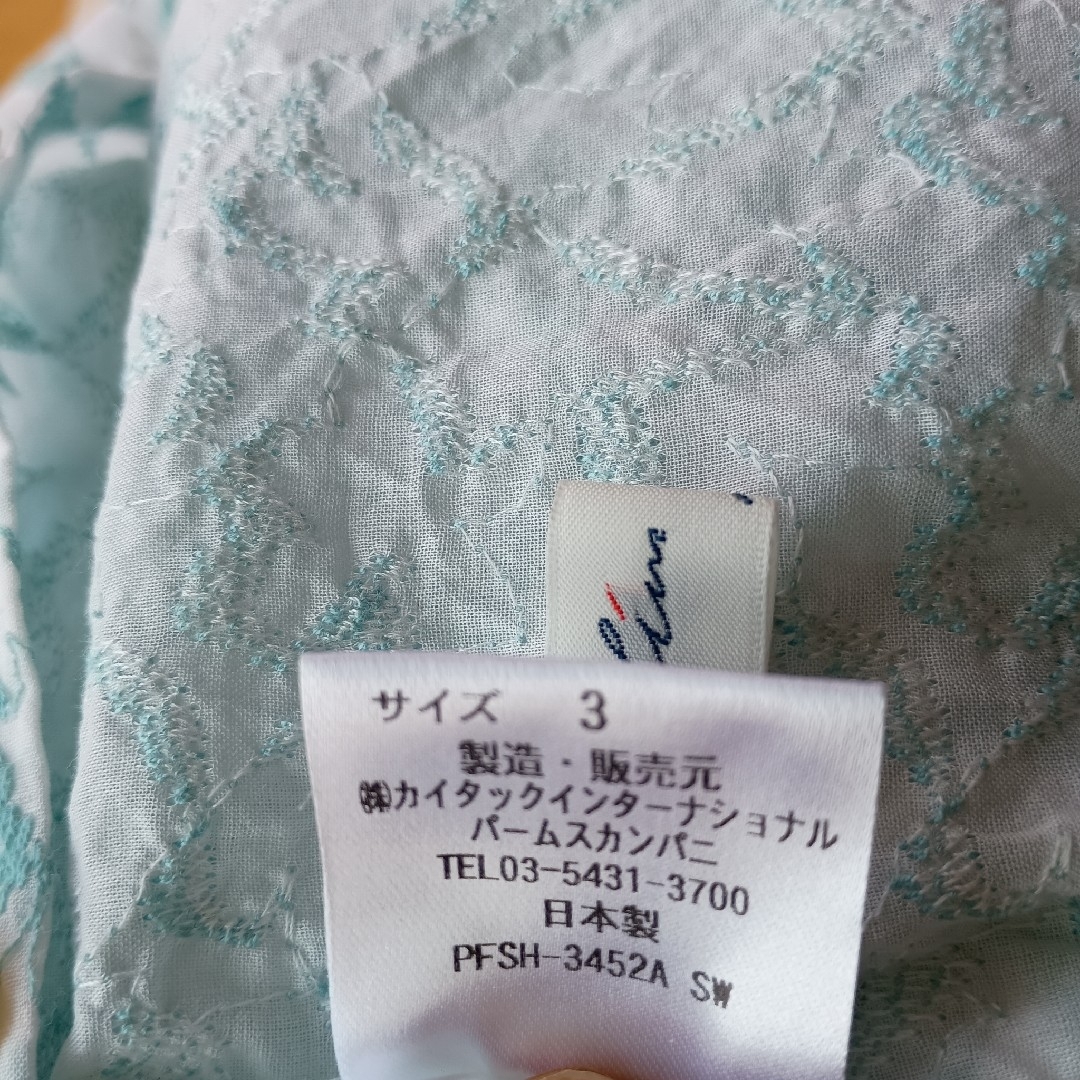 サイズ 3
製造・販売元
㈱カイタックインターナショナル
パームスカンパニ
TEL03-5431-3700
日本製
PFSH-3452A SW